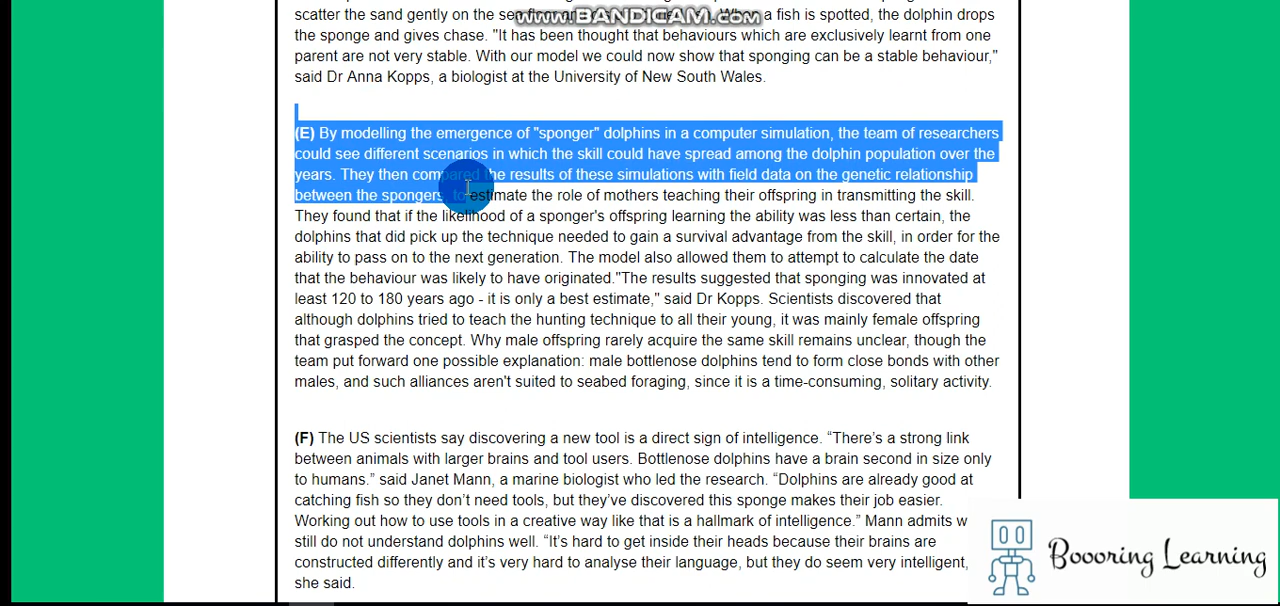 scatter the sand gently on the sea
www.BANDICAM.com
a fish is spotted, the dolphin drops
the sponge and gives chase. "It has been thought that behaviours which are exclusively learnt from one
parent are not very stable. With our model we could now show that sponging can be a stable behaviour,"
said Dr Anna Kopps, a biologist at the University of New South Wales.
(E) By modelling the emergence of "sponger" dolphins in a computer simulation, the team of researchers
could see different scenarios in which the skill could have spread among the dolphin population over the
years. They then compared the results of these simulations with field data on the genetic relationship
between the spongers, to estimate the role of mothers teaching their offspring in transmitting the skill.
They found that if the likelihood of a sponger's offspring learning the ability was less than certain, the
dolphins that did pick up the technique needed to gain a survival advantage from the skill, in order for the
ability to pass on to the next generation. The model also allowed them to attempt to calculate the date
that the behaviour was likely to have originated."The results suggested that sponging was innovated at
least 120 to 180 years ago - it is only a best estimate," said Dr Kopps. Scientists discovered that
although dolphins tried to teach the hunting technique to all their young, it was mainly female offspring
that grasped the concept. Why male offspring rarely acquire the same skill remains unclear, though the
team put forward one possible explanation: male bottlenose dolphins tend to form close bonds with other
males, and such alliances aren't suited to seabed foraging, since it is a time-consuming, solitary activity.
(F) The US scientists say discovering a new tool is a direct sign of intelligence. “There’s a strong link
between animals with larger brains and tool users. Bottlenose dolphins have a brain second in size only
to humans.” said Janet Mann, a marine biologist who led the research. “Dolphins are already good at
catching fish so they don’t need tools, but they’ve discovered this sponge makes their job easier.
Working out how to use tools in a creative way like that is a hallmark of intelligence.” Mann admits w
still do not understand dolphins well. “It’s hard to get inside their heads because their brains are
constructed differently and it’s very hard to analyse their language, but they do seem very intelligent,
she said.
Boooring Learning